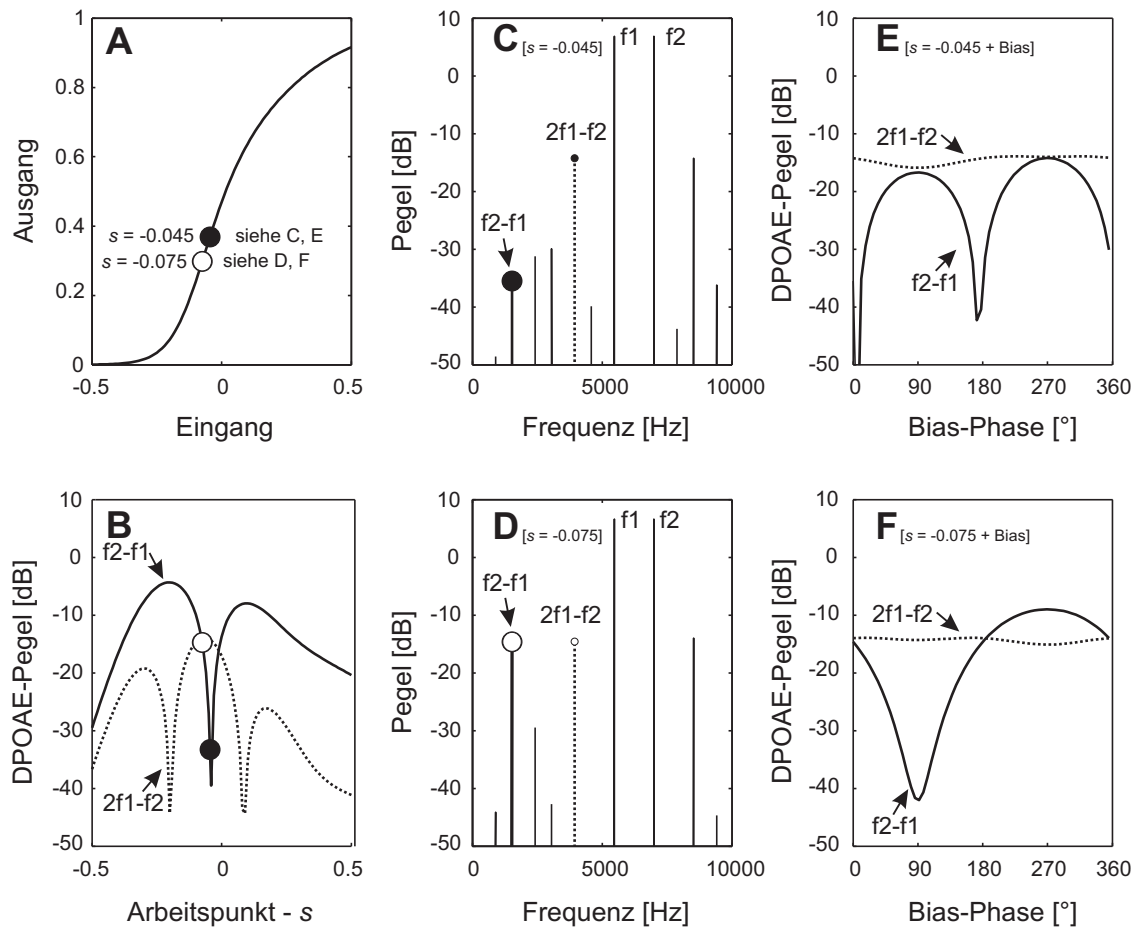 A
Ausgang
1
0.8
0.6
0.4
0.2
0
s = -0.045 siehe C, E
s = -0.075 siehe D, F
-0.5 0 0.5
Eingang
C [s = -0.045]
Pegel [dB]
10
0
-10
-20
-30
-40
-50
f1 f2
2f1-f2
f2-f1
0 5000 10000
Frequenz [Hz]
E [s = -0.045 + Bias]
DPOAE-Pegel [dB]
10
0
-10
-20
-30
-40
-50
2f1-f2
f2-f1
0 90 180 270 360
Bias-Phase [°]
B
DPOAE-Pegel [dB]
10
0
-10
-20
-30
-40
-50
f2-f1
2f1-f2
-0.5 0 0.5
Arbeitspunkt - s
D [s = -0.075]
Pegel [dB]
10
0
-10
-20
-30
-40
-50
f1 f2
f2-f1
2f1-f2
0 5000 10000
Frequenz [Hz]
F [s = -0.075 + Bias]
DPOAE-Pegel [dB]
10
0
-10
-20
-30
-40
-50
2f1-f2
f2-f1
0 90 180 270 360
Bias-Phase [°]